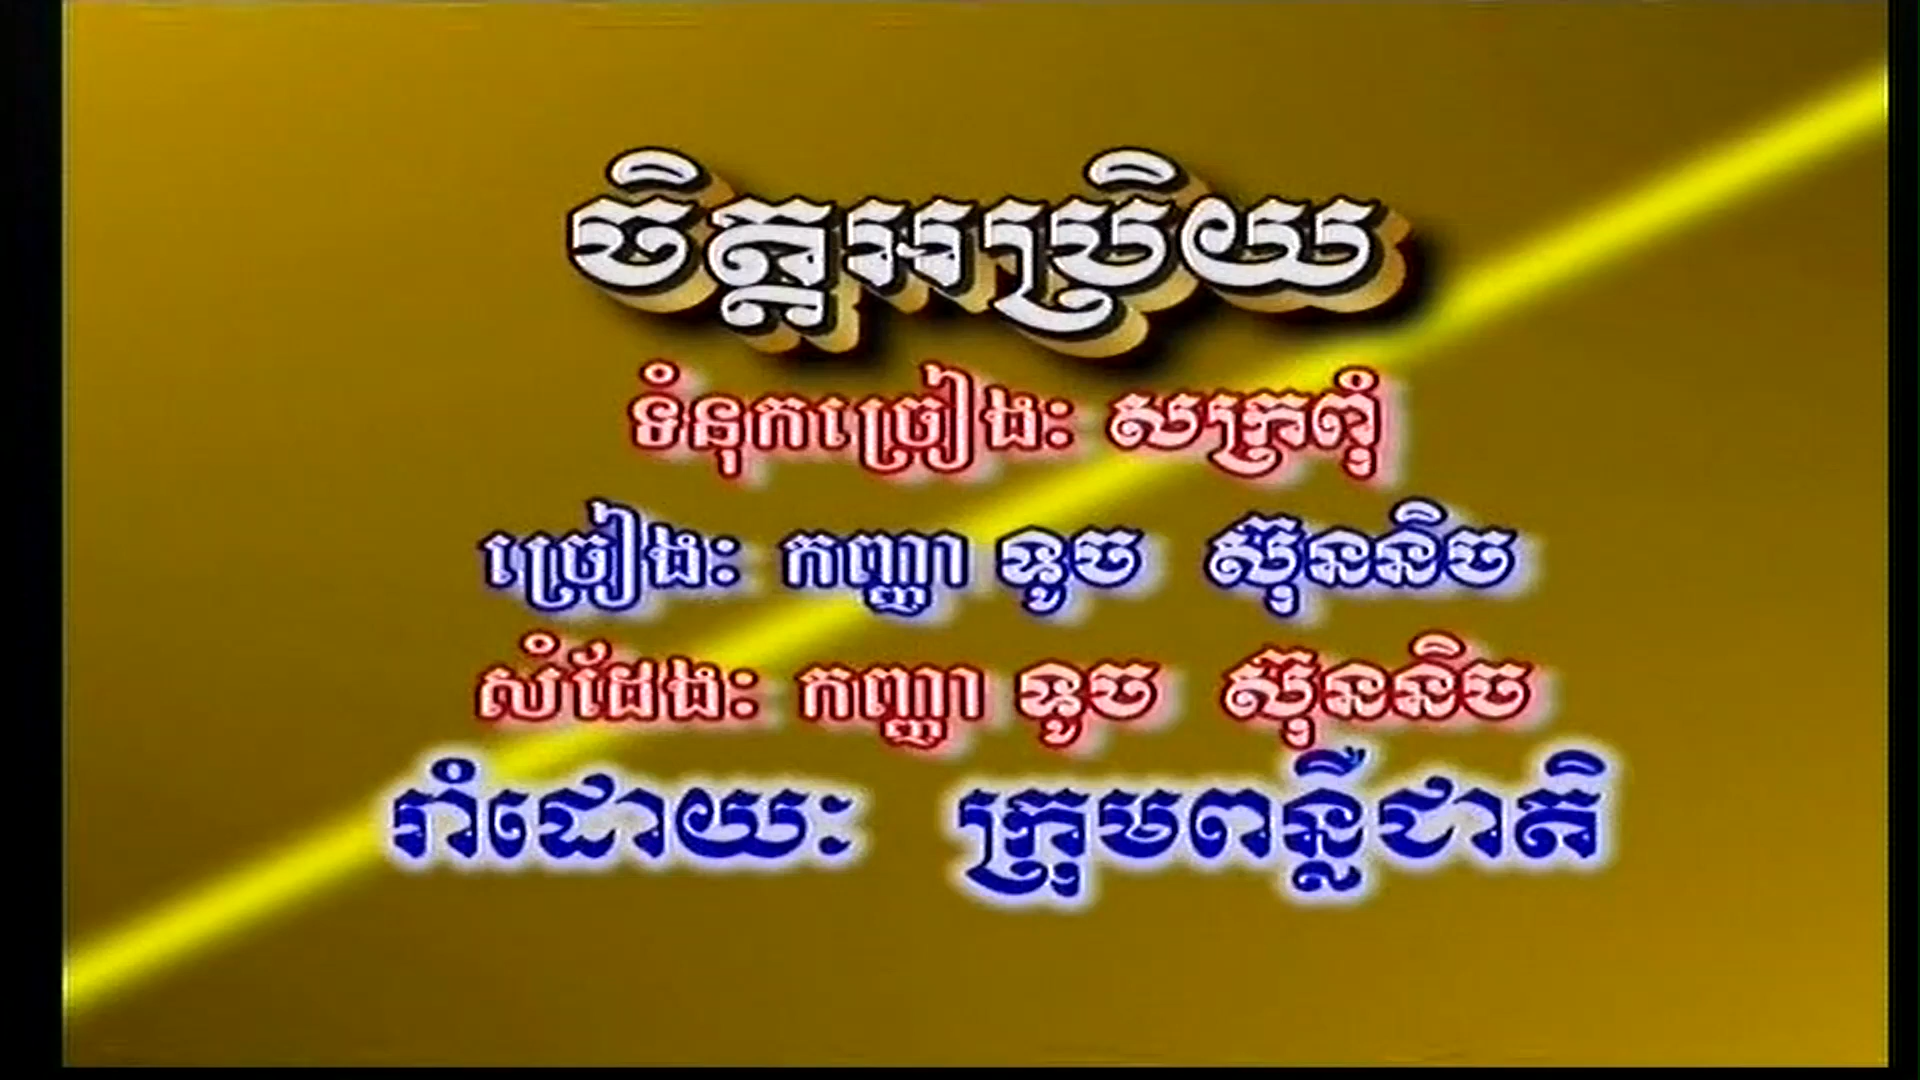 ចិត្តអប្រិយ
ទំនុកច្រៀង: សក្រពុំ
ច្រៀង: កញ្ញា ទូច ស៊ុននិច
សំដែង: កញ្ញា ទូច ស៊ុននិច
រាំដោយ: ក្រុមពន្លឺជាតិ